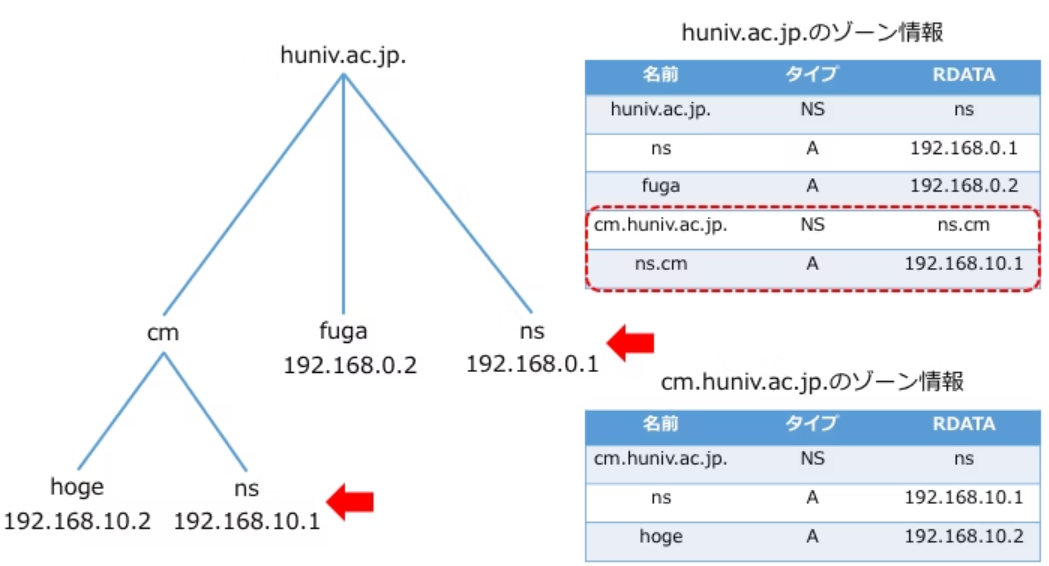 huniv.ac.jp.
cm
fuga
192.168.0.2
ns
192.168.0.1
hoge
192.168.10.2
ns
192.168.10.1
huniv.ac.jp.のゾーン情報
名前 タイプ RDATA
huniv.ac.jp. NS ns
ns A 192.168.0.1
fuga A 192.168.0.2
cm.huniv.ac.jp. NS ns.cm
ns.cm A 192.168.10.1
cm.huniv.ac.jp.のゾーン情報
名前 タイプ RDATA
cm.huniv.ac.jp. NS ns
ns A 192.168.10.1
hoge A 192.168.10.2